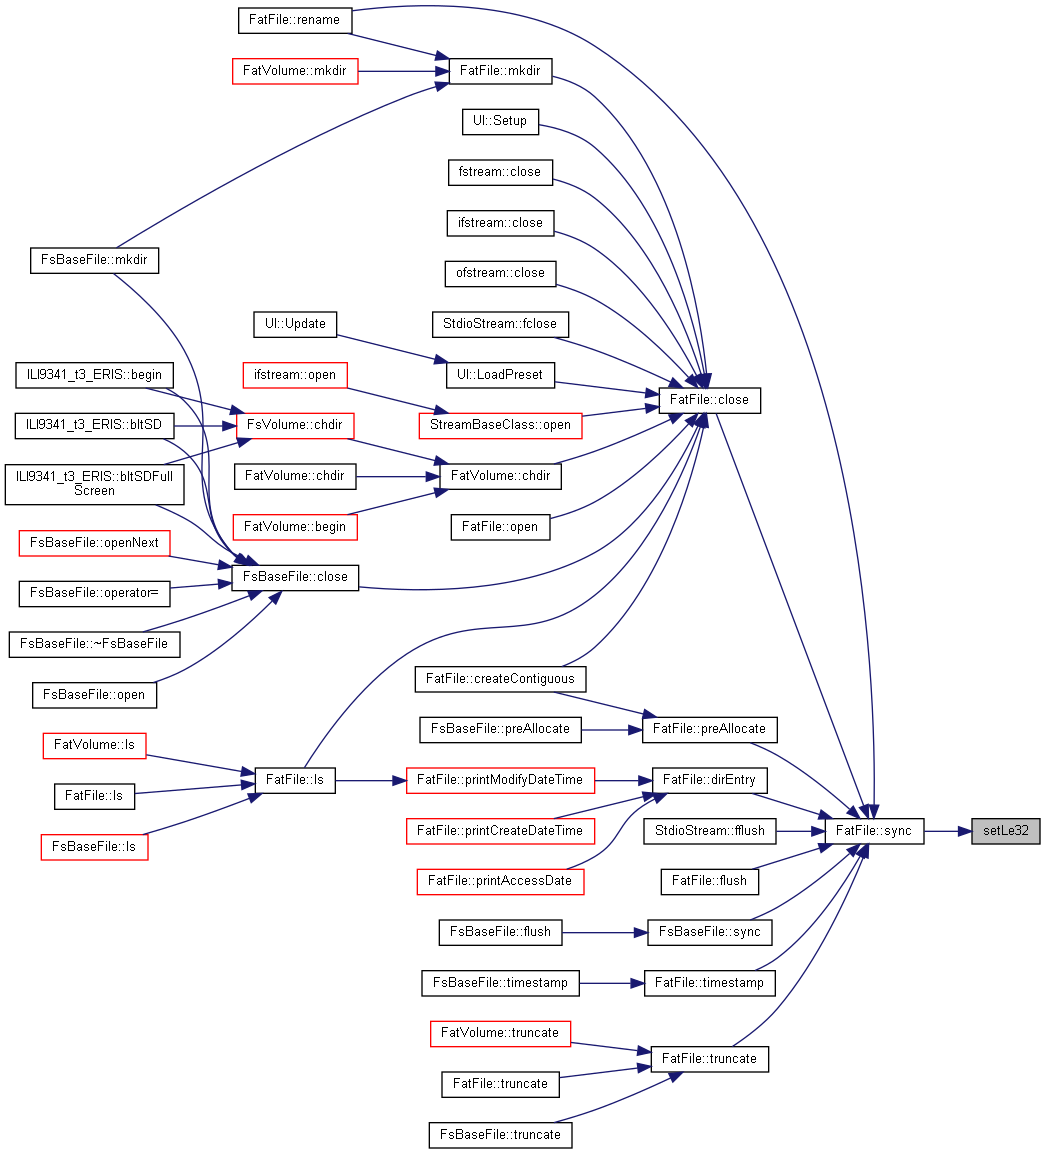 FatFile::rename
FatVolume::mkdir
FatFile::mkdir
UI::Setup
fstream::close
ifstream::close
FsBaseFile::mkdir
ofstream::close
UI::Update
StdioStream::fclose
ILI9341_t3_ERIS::begin
ifstream::open
UI::LoadPreset
FatFile::close
ILI9341_t3_ERIS::bltSD
FsVolume::chdir
StreamBaseClass::open
ILI9341_t3_ERIS::bltSDFull
Screen
FatVolume::chdir
FatVolume::chdir
FatVolume::begin
FatFile::open
FsBaseFile::openNext
FsBaseFile::close
FsBaseFile::operator=
FsBaseFile::~FsBaseFile
FsBaseFile::open
FatFile::createContiguous
FsBaseFile::preAllocate
FatFile::preAllocate
FatVolume::ls
FatFile::ls
FatFile::ls
FsBaseFile::ls
FatFile::printModifyDateTime
FatFile::dirEntry
FatFile::printCreateDateTime
StdioStream::fflush
FatFile::sync
setLe32
FatFile::printAccessDate
FatFile::flush
FsBaseFile::flush
FsBaseFile::sync
FsBaseFile::timestamp
FatFile::timestamp
FatVolume::truncate
FatFile::truncate
FatFile::truncate
FsBaseFile::truncate